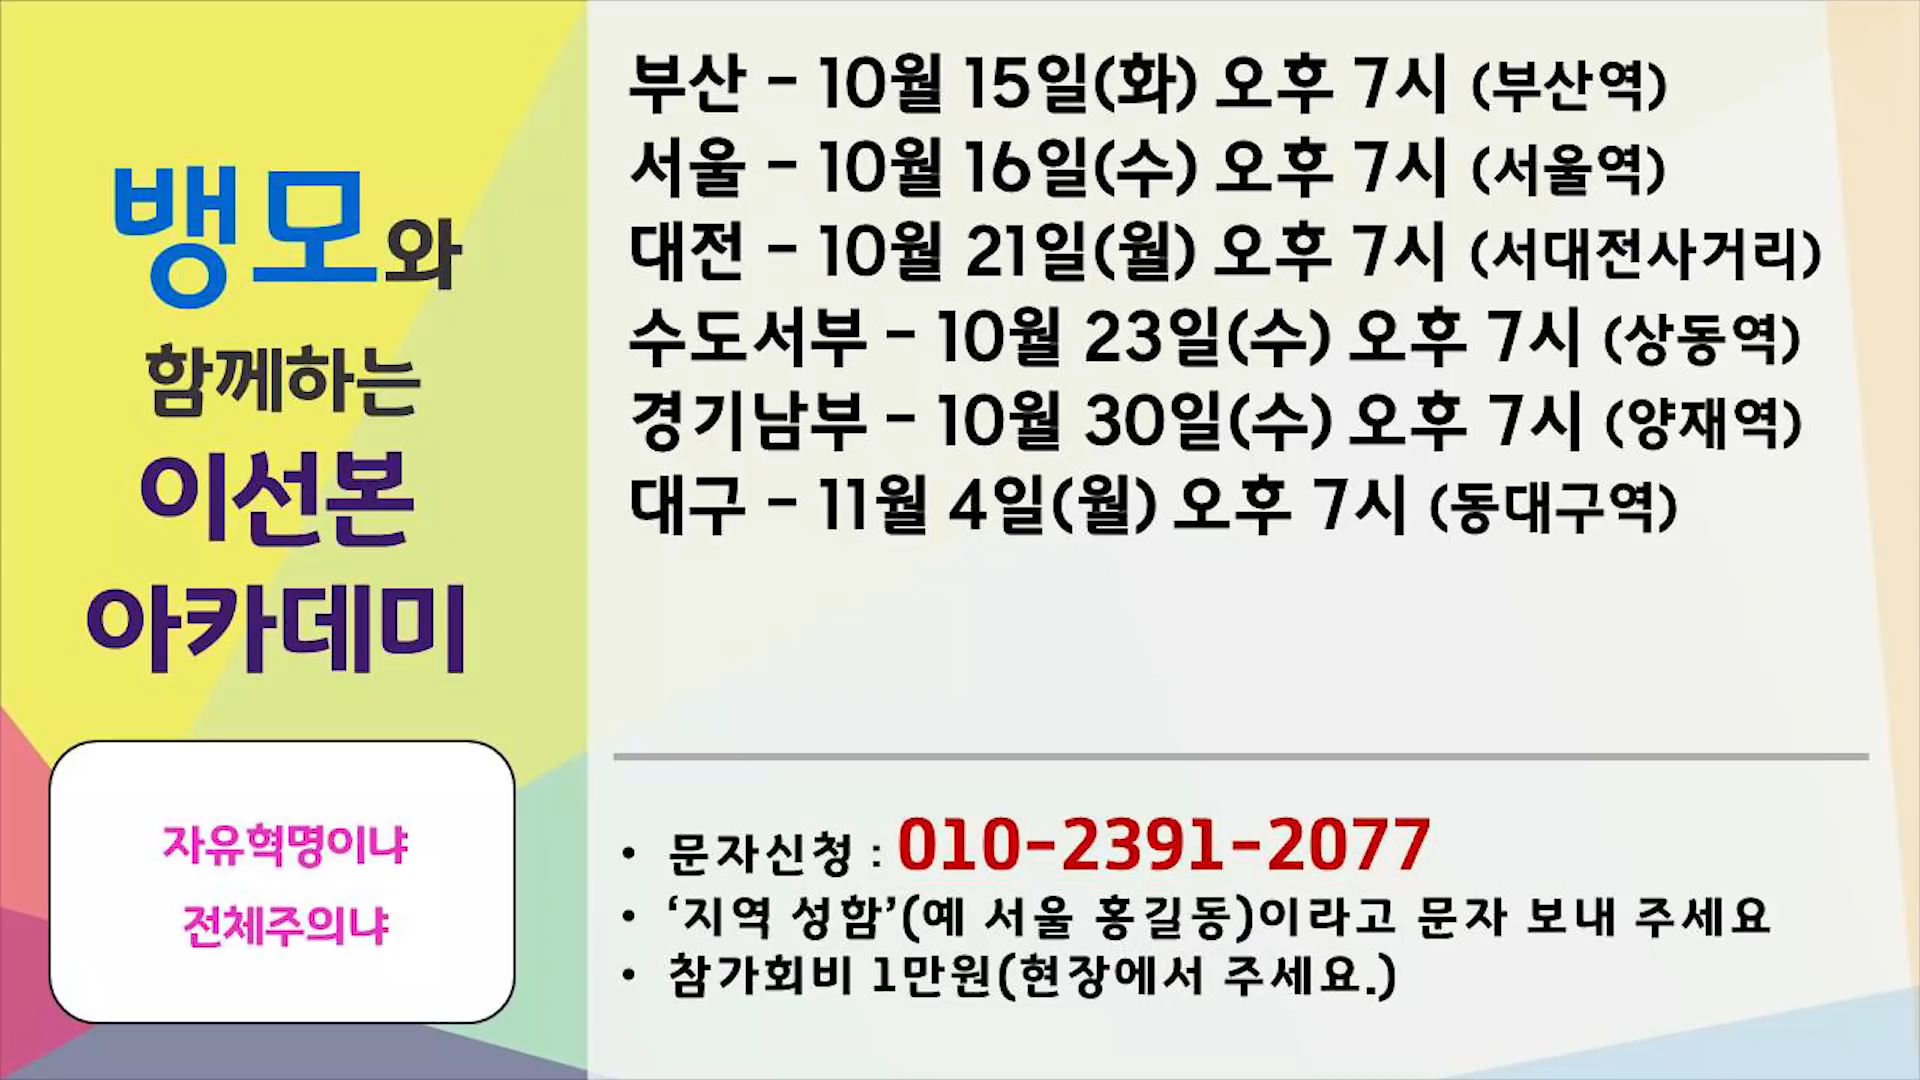 뱅모와
함께하는
이선본
아카데미
자유혁명이냐
전체주의냐
부산 - 10월 15일(화) 오후 7시 (부산역)
서울 - 10월 16일(수) 오후 7시 (서울역)
대전 - 10월 21일(월) 오후 7시 (서대전사거리)
수도서부 - 10월 23일(수) 오후 7시 (상동역)
경기남부 - 10월 30일(수) 오후 7시 (양재역)
대구 - 11월 4일(월) 오후 7시 (동대구역)
• 문자신청 : 010-2391-2077
• ‘지역 성함’(예 서울 홍길동)이라고 문자 보내 주세요
• 참가회비 1만원(현장에서 주세요.)